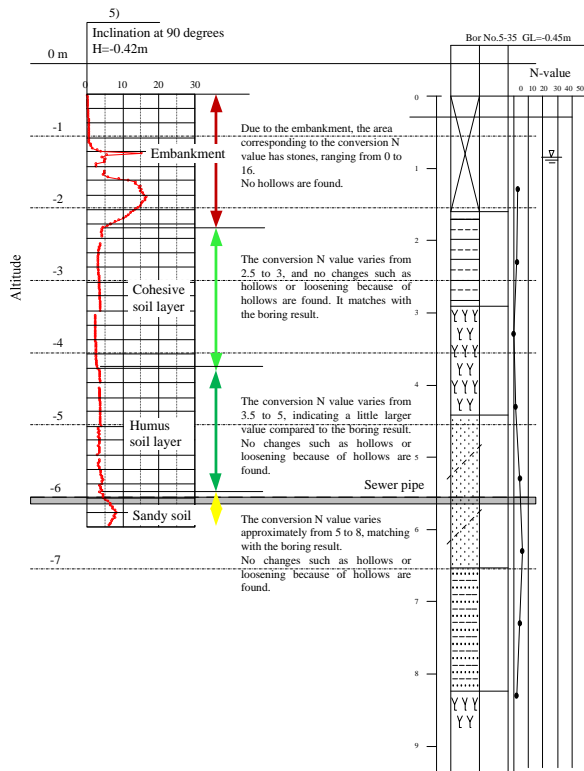 5)
Inclination at 90 degrees
H=-0.42m
0 m
0 10 20 30
Altitude
-1
-2
-3
-4
-5
-6
-7
Embankment
Cohesive
soil layer
Humus
soil layer
Sandy soil
Due to the embankment, the area
corresponding to the conversion N
value has stones, ranging from 0 to
16.
No hollows are found.
The conversion N value varies from
2.5 to 3, and no changes such as
hollows or loosening because of
hollows are found. It matches with
the boring result.
The conversion N value varies from
3.5 to 5, indicating a little larger
value compared to the boring result.
No changes such as hollows or
loosening because of hollows are
found.
Sewer pipe
The conversion N value varies
approximately from 5 to 8, matching
with the boring result.
No changes such as hollows or
loosening because of hollows are
found.
Bor No.5-35 GL=-0.45m
N-value
0 10 20 30 40 50
0
1
2
3
4
5
6
7
8
9